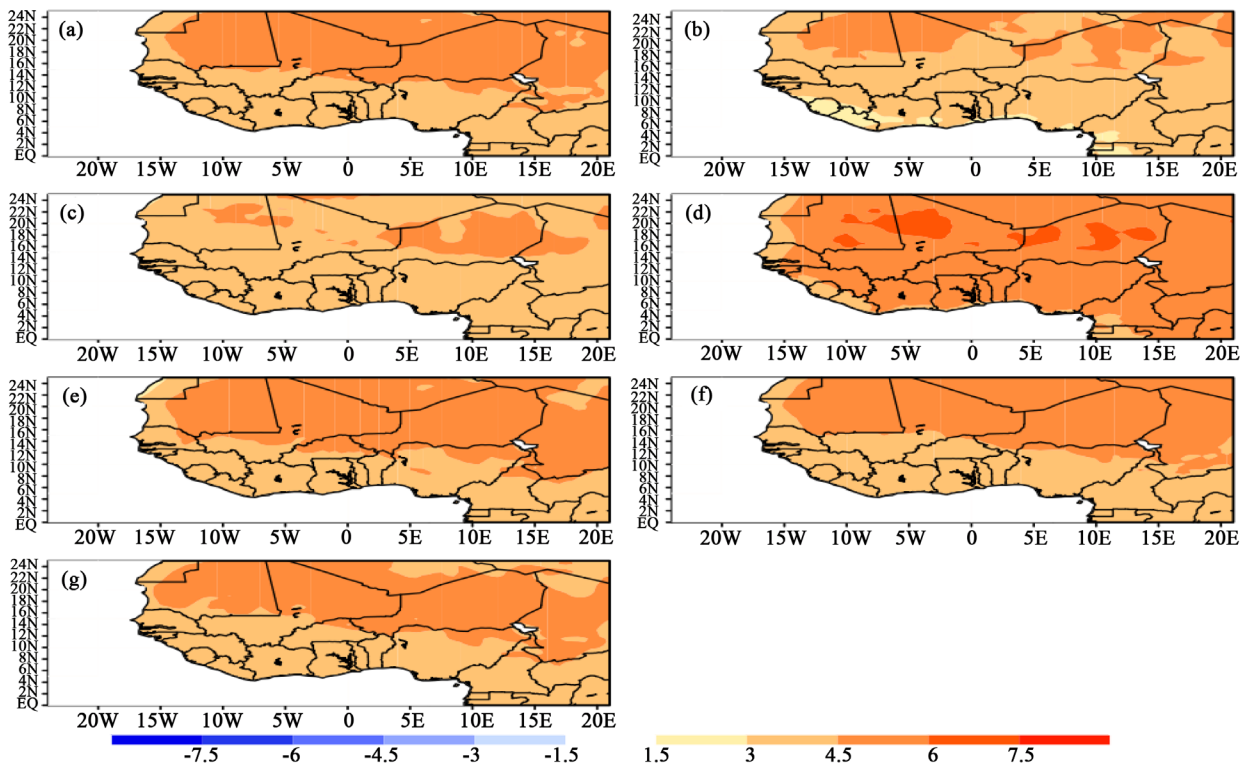 24N
22N
20N
18N
16N
14N
12N
10N
8N
6N
4N
2N
EQ
(a)
20W 15W 10W 5W 0 5E 10E 15E 20E
24N
22N
20N
18N
16N
14N
12N
10N
8N
6N
4N
2N
EQ
(b)
20W 15W 10W 5W 0 5E 10E 15E 20E
24N
22N
20N
18N
16N
14N
12N
10N
8N
6N
4N
2N
EQ
(c)
20W 15W 10W 5W 0 5E 10E 15E 20E
24N
22N
20N
18N
16N
14N
12N
10N
8N
6N
4N
2N
EQ
(d)
20W 15W 10W 5W 0 5E 10E 15E 20E
24N
22N
20N
18N
16N
14N
12N
10N
8N
6N
4N
2N
EQ
(e)
20W 15W 10W 5W 0 5E 10E 15E 20E
24N
22N
20N
18N
16N
14N
12N
10N
8N
6N
4N
2N
EQ
(f)
20W 15W 10W 5W 0 5E 10E 15E 20E
24N
22N
20N
18N
16N
14N
12N
10N
8N
6N
4N
2N
EQ
(g)
20W 15W 10W 5W 0 5E 10E 15E 20E
-7.5 -6 -4.5 -3 -1.5 1.5 3 4.5 6 7.5